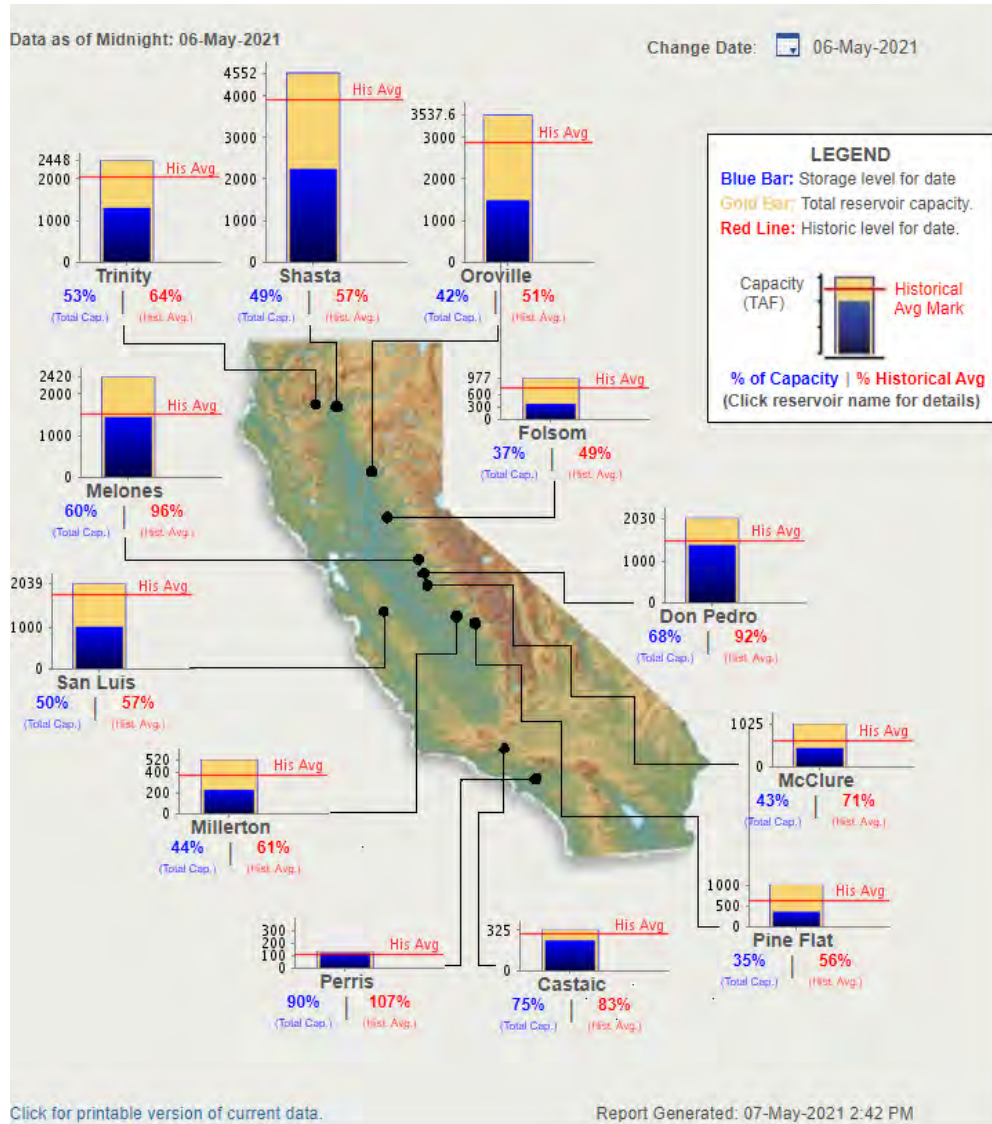 Data as of Midnight: 06-May-2021
Change Date: 06-May-2021
4552
4000
3000
2000
1000
0
His Avg
Shasta
49% | 57%
(Total Cap.) (Hist. Avg.)
3537.6
3000
2000
1000
0
His Avg
Oroville
42% | 51%
(Total Cap.) (Hist. Avg.)
2448
2000
1000
0
His Avg
Trinity
53% | 64%
(Total Cap.) (Hist. Avg.)
LEGEND
Blue Bar: Storage level for date
Gold Bar: Total reservoir capacity.
Red Line: Historic level for date.
Capacity
(TAF)
Historical
Avg Mark
% of Capacity | % Historical Avg
(Click reservoir name for details)
2420
2000
1000
0
His Avg
Melones
60% | 96%
(Total Cap.) (Hist. Avg.)
977
600
300
0
His Avg
Folsom
37% | 49%
(Total Cap.) (Hist. Avg.)
2030
1000
0
His Avg
Don Pedro
68% | 92%
(Total Cap.) (Hist. Avg.)
2039
1000
0
His Avg
San Luis
50% | 57%
(Total Cap.) (Hist. Avg.)
1025
0
His Avg
McClure
43% | 71%
(Total Cap.) (Hist. Avg.)
520
400
200
0
His Avg
Millerton
44% | 61%
(Total Cap.) (Hist. Avg.)
1000
500
0
His Avg
Pine Flat
35% | 56%
(Total Cap.) (Hist. Avg.)
300
200
100
0
His Avg
Perris
90% | 107%
(Total Cap.) (Hist. Avg.)
325
0
His Avg
Castaic
75% | 83%
(Total Cap.) (Hist. Avg.)
Click for printable version of current data.
Report Generated: 07-May-2021 2:42 PM